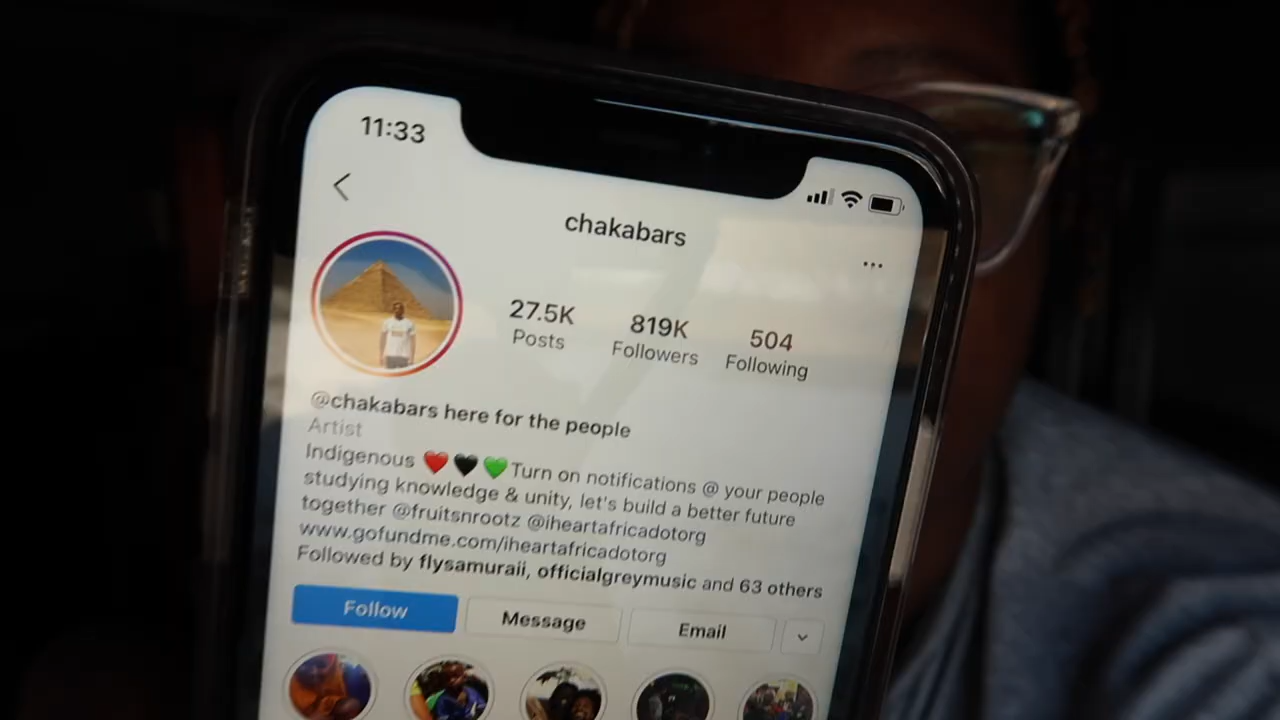 11:33
chakabars
27.5K 819K 504
Posts Followers Following
@chakabars here for the people
Artist
Indigenous ❤️🖤💚Turn on notifications @ your people
studying knowledge & unity, let's build a better future
together @fruitsnrootz @iheartafricadotorg
www.gofundme.com/iheartafricadotorg
Followed by flysamuraii, officialgreymusic and 63 others
Follow Message Email